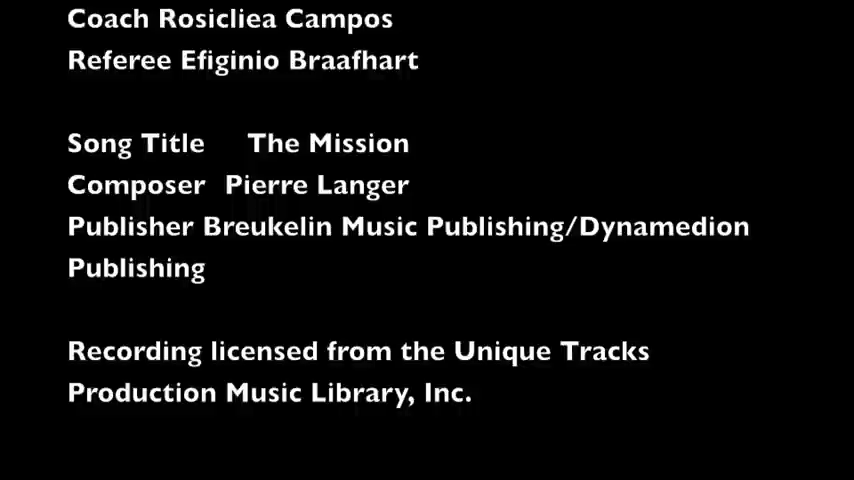 Coach Rosicliea Campos
Referee Efiginio Braafhart
Song Title The Mission
Composer Pierre Langer
Publisher Breukelin Music Publishing/Dynamedion
Publishing
Recording licensed from the Unique Tracks
Production Music Library, Inc.